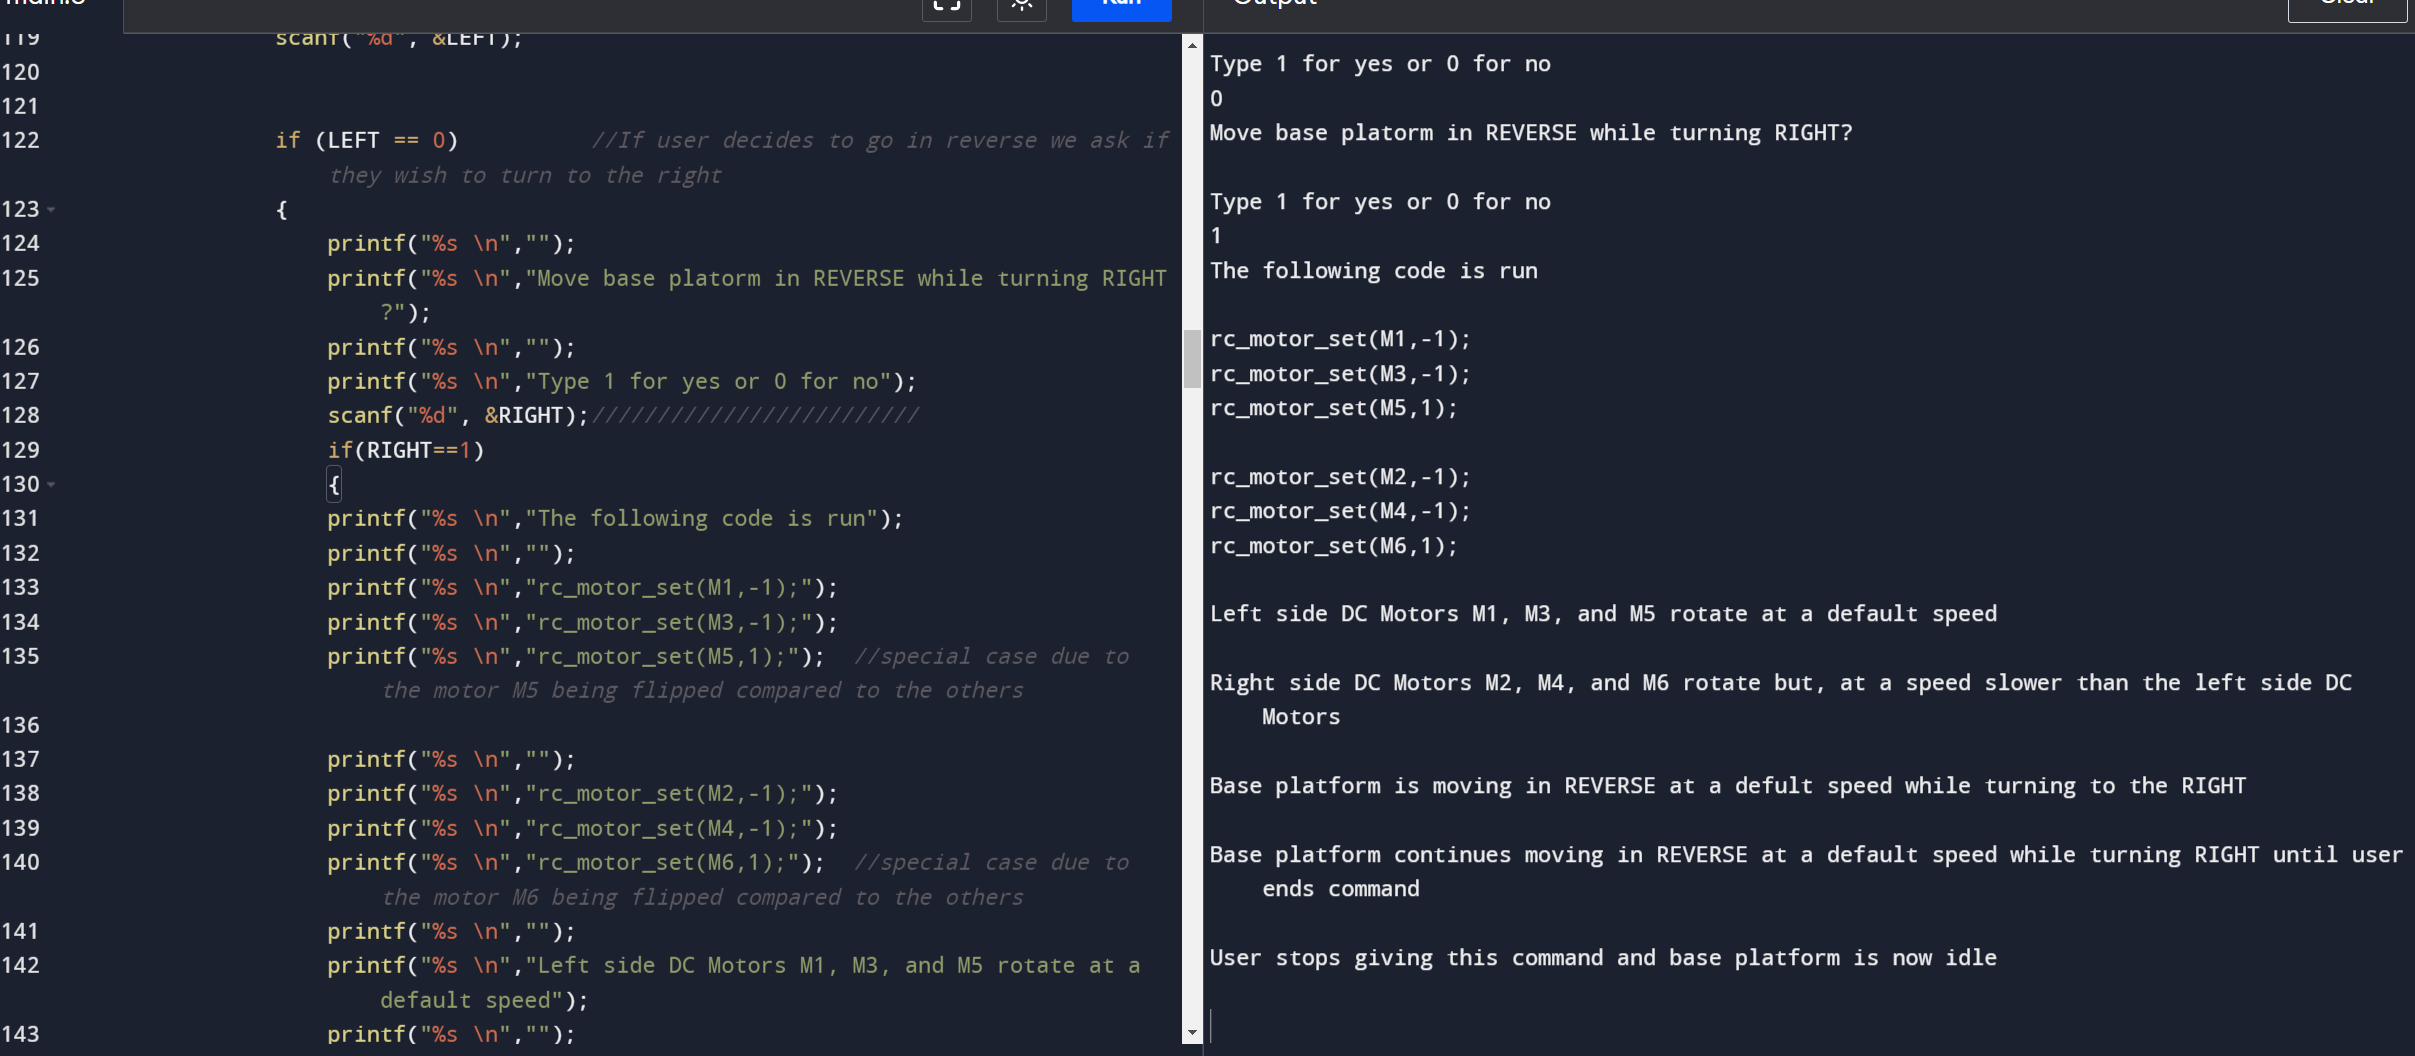 Run
Output
Clear
119 scanf("%d", &LEFT);
120
121
122 if (LEFT == 0) //If user decides to go in reverse we ask if
they wish to turn to the right
123 {
124 printf("%s \n","");
125 printf("%s \n","Move base platorm in REVERSE while turning RIGHT
?");
126 printf("%s \n","");
127 printf("%s \n","Type 1 for yes or 0 for no");
128 scanf("%d", &RIGHT);/////////////////////////
129 if(RIGHT==1)
130 {
131 printf("%s \n","The following code is run");
132 printf("%s \n","");
133 printf("%s \n","rc_motor_set(M1,-1);");
134 printf("%s \n","rc_motor_set(M3,-1);");
135 printf("%s \n","rc_motor_set(M5,1);"); //special case due to
the motor M5 being flipped compared to the others
136
137 printf("%s \n","");
138 printf("%s \n","rc_motor_set(M2,-1);");
139 printf("%s \n","rc_motor_set(M4,-1);");
140 printf("%s \n","rc_motor_set(M6,1);"); //special case due to
the motor M6 being flipped compared to the others
141 printf("%s \n","");
142 printf("%s \n","Left side DC Motors M1, M3, and M5 rotate at a
default speed");
143 printf("%s \n","");
Type 1 for yes or 0 for no
0
Move base platorm in REVERSE while turning RIGHT?
Type 1 for yes or 0 for no
1
The following code is run
rc_motor_set(M1,-1);
rc_motor_set(M3,-1);
rc_motor_set(M5,1);
rc_motor_set(M2,-1);
rc_motor_set(M4,-1);
rc_motor_set(M6,1);
Left side DC Motors M1, M3, and M5 rotate at a default speed
Right side DC Motors M2, M4, and M6 rotate but, at a speed slower than the left side DC
Motors
Base platform is moving in REVERSE at a defult speed while turning to the RIGHT
Base platform continues moving in REVERSE at a default speed while turning RIGHT until user
ends command
User stops giving this command and base platform is now idle